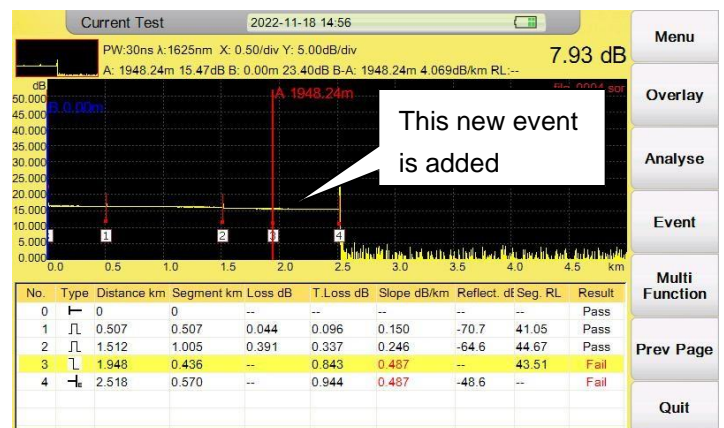 Current Test 2022-11-18 14:56
PW:30ns λ:1625nm X: 0.50/div Y: 5.00dB/div
7.93 dB
A: 1948.24m 15.47dB B: 0.00m 23.40dB B-A: 1948.24m 4.069dB/km RL:--
dB
50.000
45.000
40.000
35.000
30.000
25.000
20.000
15.000
10.000
5.000
0.000
B 0.00m
A 1948.24m
This new event
is added
1 2 3 4
0.0 0.5 1.0 1.5 2.0 2.5 3.0 3.5 4.0 4.5 km
No. Type Distance km Segment km Loss dB T.Loss dB Slope dB/km Reflect. dB Seg. RL Result
0 0 0 -- -- -- -- -- Pass
1 0.507 0.507 0.044 0.096 0.150 -70.7 41.05 Pass
2 1.512 1.005 0.391 0.337 0.246 -64.6 44.67 Pass
3 1.948 0.436 -- 0.843 0.487 -- 43.51 Fail
4 2.518 0.570 -- 0.944 0.487 -48.6 -- Fail
Menu
Overlay
Analyse
Event
Multi
Function
Prev Page
Quit